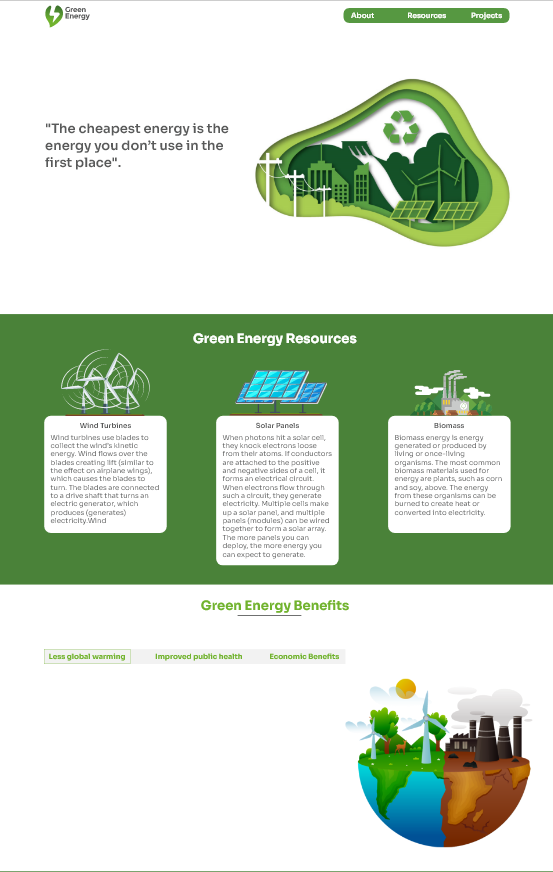 Green
Energy
About Resources Projects
"The cheapest energy is the
energy you don't use in the
first place".
Green Energy Resources
Wind Turbines
Wind turbines use blades to
collect the wind's kinetic
energy. Wind flows over the
blades creating lift (similar to
the effect on airplane wings),
which causes the blades to
turn. The blades are connected
to a drive shaft that turns an
electric generator, which
produces (generates)
electricity.Wind
Solar Panels
When photons hit a solar cell,
they knock electrons loose
from their atoms. If conductors
are attached to the positive
and negative sides of a cell, it
forms an electrical circuit.
When electrons flow through
such a circuit, they generate
electricity. Multiple cells make
up a solar panel, and multiple
panels (modules) can be wired
together to form a solar array.
The more panels you can
deploy, the more energy you
can expect to generate.
Biomass
Biomass energy is energy
generated or produced by
living or once-living
organisms. The most common
biomass materials used for
energy are plants, such as corn
and soy, above. The energy
from these organisms can be
burned to create heat or
converted into electricity.
Green Energy Benefits
Less global warming Improved public health Economic Benefits